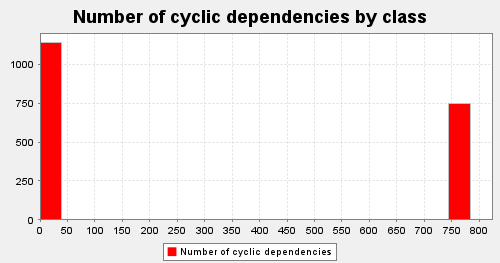 Number of cyclic dependencies by class
1000
750
500
250
0
0 50 100 150 200 250 300 350 400 450 500 550 600 650 700 750 800
Number of cyclic dependencies